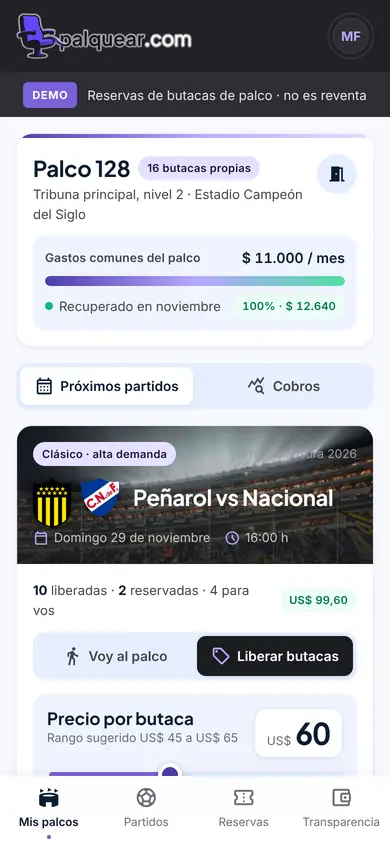 palquear.com
MF
DEMO Reservas de butacas de palco · no es reventa
Palco 128 16 butacas propias
Tribuna principal, nivel 2 · Estadio Campeón
del Siglo
Gastos comunes del palco $ 11.000 / mes
Recuperado en noviembre 100% · $ 12.640
Próximos partidos Cobros
Clásico · alta demanda 2026
C.N. de F.
Peñarol vs Nacional
Domingo 29 de noviembre 16:00 h
10 liberadas · 2 reservadas · 4 para
vos
US$ 99,60
Voy al palco Liberar butacas
Precio por butaca
Rango sugerido US$ 45 a US$ 65
US$ 60
Mis palcos Partidos Reservas Transparencia